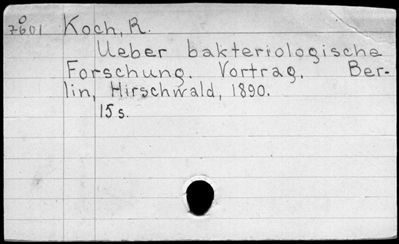 o
7601 Koch, R.
Ueber bakteriologische
Forschung. Vortrag. Ber-
lin, Hirschwald, 1890.
15 s.